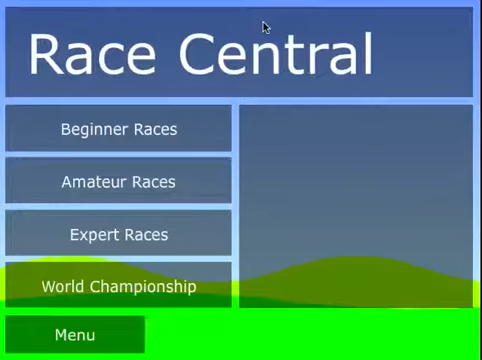 Race Central
Beginner Races
Amateur Races
Expert Races
World Championship
Menu